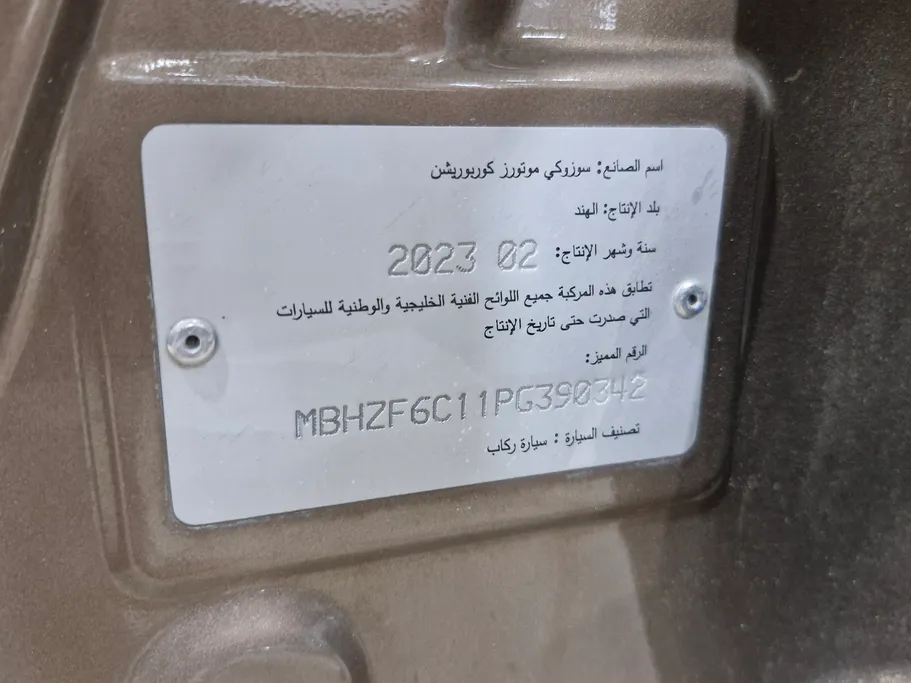 اسم الصانع: سوزوكي موتورز كوربوريشن
بلد الإنتاج: الهند
سنة وشهر الإنتاج: 2023 02
تطابق هذه المركبة جميع اللوائح الفنية الخليجية والوطنية للسيارات
التي صدرت حتى تاريخ الإنتاج
الرقم المميز:
MBHZF6C11PG390342
تصنيف السيارة : سيارة ركاب